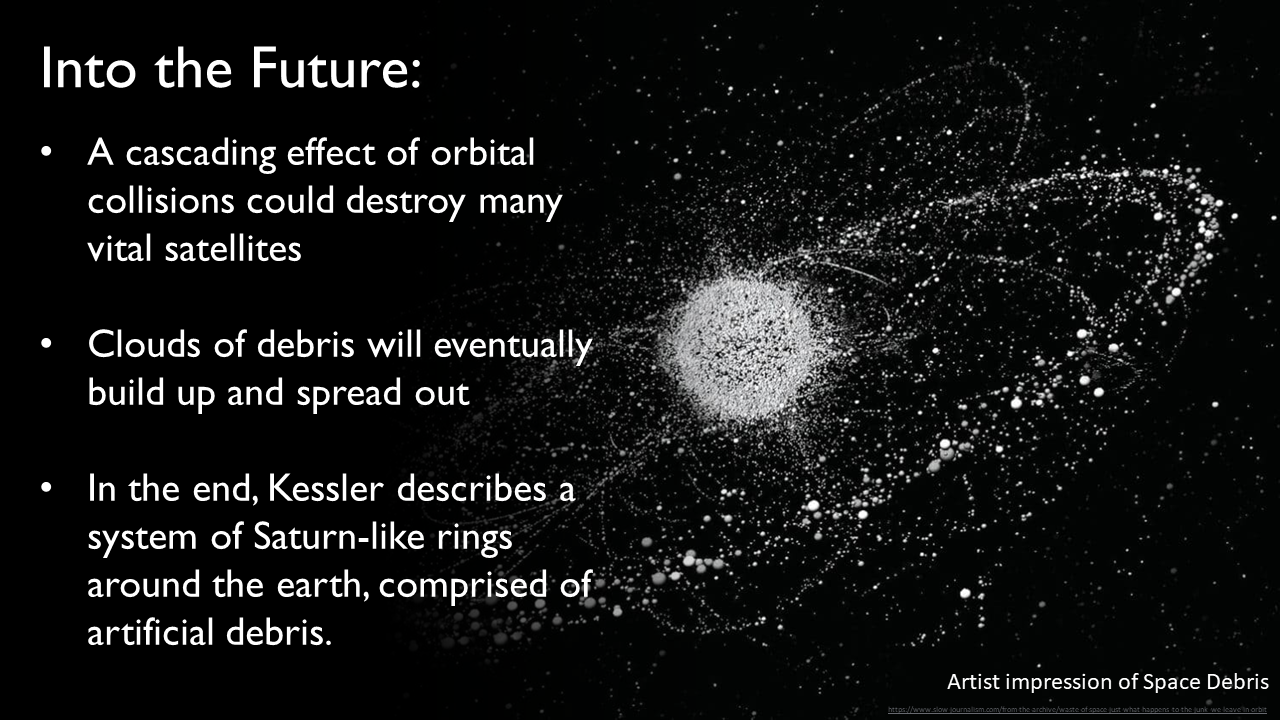 Into the Future:
• A cascading effect of orbital
collisions could destroy many
vital satellites
• Clouds of debris will eventually
build up and spread out
• In the end, Kessler describes a
system of Saturn-like rings
around the earth, comprised of
artificial debris.
Artist impression of Space Debris
https://www.slow-journalism.com/from-the-archive/waste-of-space-just-what-happens-to-the-junk-we-leave-in-orbit